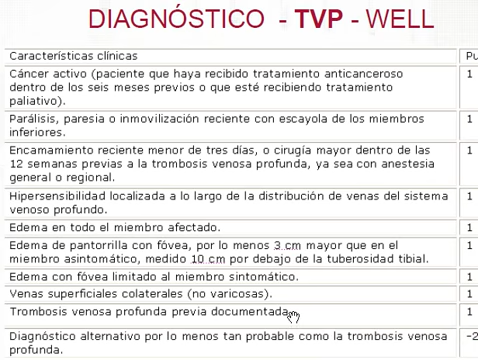 DIAGNÓSTICO - TVP - WELL
Características clínicas
Cáncer activo (paciente que haya recibido tratamiento anticanceroso 1
dentro de los seis meses previos o que esté recibiendo tratamiento
paliativo).
Parálisis, paresia o inmovilización reciente con escayola de los miembros 1
inferiores.
Encamamiento reciente menor de tres días, o cirugía mayor dentro de las 1
12 semanas previas a la trombosis venosa profunda, ya sea con anestesia
general o regional.
Hipersensibilidad localizada a lo largo de la distribución de venas del sistema 1
venoso profundo.
Edema en todo el miembro afectado. 1
Edema de pantorrilla con fóvea, por lo menos 3 cm mayor que en el 1
miembro asintomático, medido 10 cm por debajo de la tuberosidad tibial.
Edema con fóvea limitado al miembro sintomático. 1
Venas superficiales colaterales (no varicosas). 1
Trombosis venosa profunda previa documentada. 1
Diagnóstico alternativo por lo menos tan probable como la trombosis venosa -2
profunda.